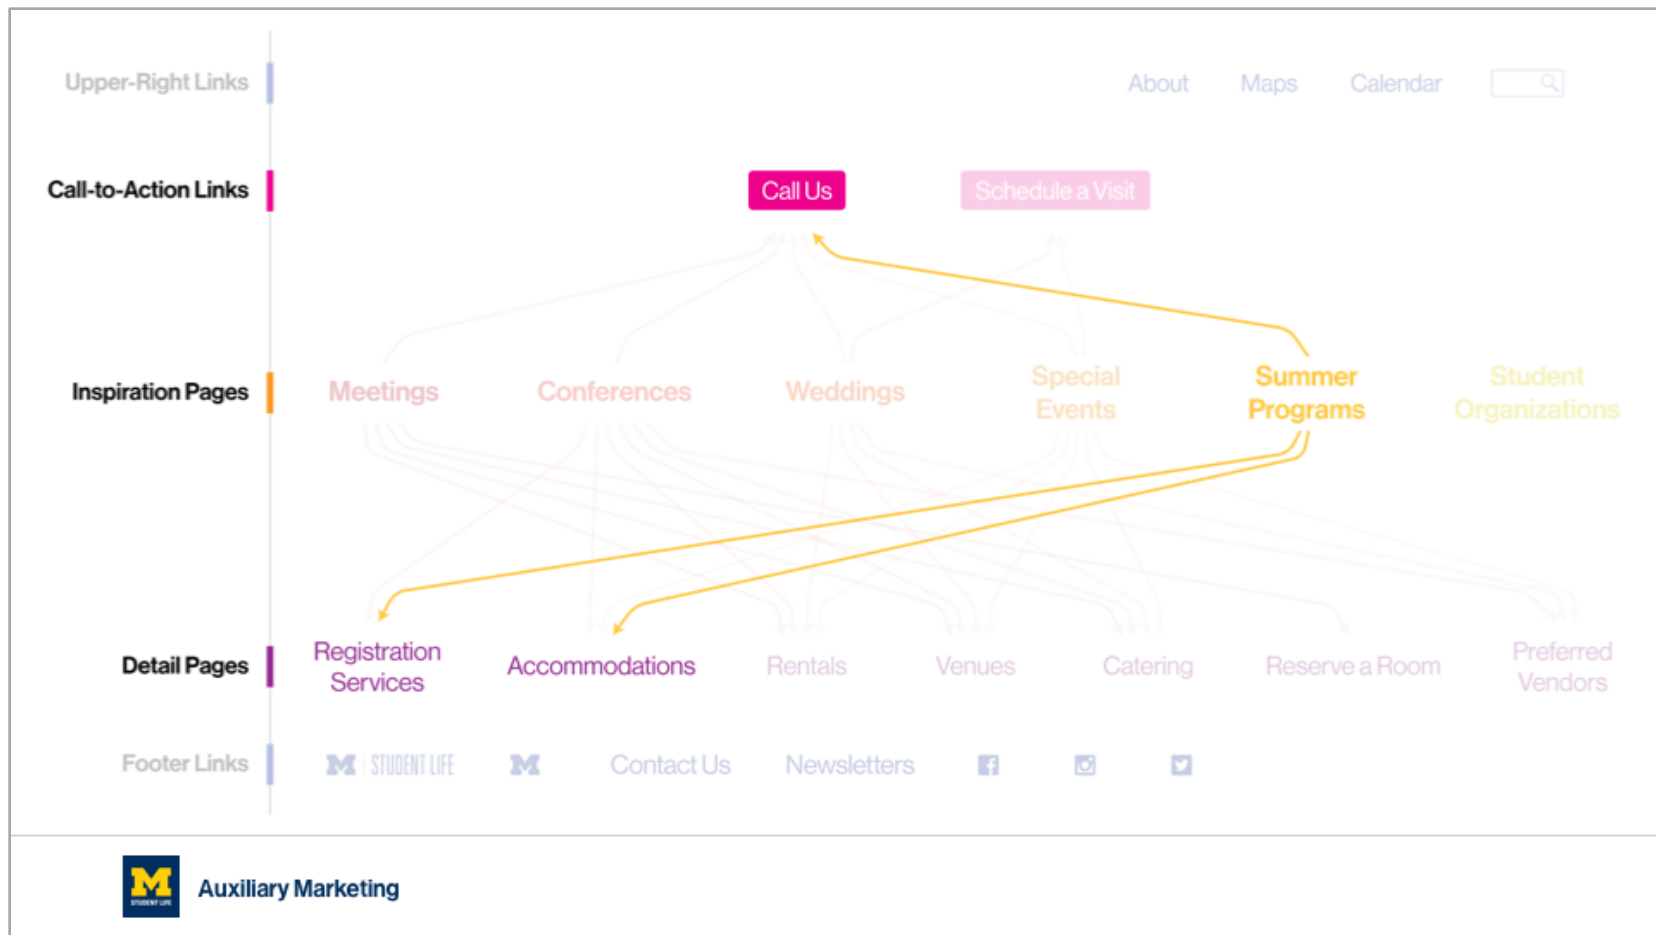 Upper-Right Links
About
Maps
Calendar
Call-to-Action Links
Call Us
Schedule a Visit
Inspiration Pages
Meetings
Conferences
Weddings
Special
Events
Summer
Programs
Student
Organizations
Detail Pages
Registration
Services
Accommodations
Rentals
Venues
Catering
Reserve a Room
Preferred
Vendors
Footer Links
M STUDENT LIFE
M
Contact Us
Newsletters
M
STUDENT LIFE
Auxiliary Marketing